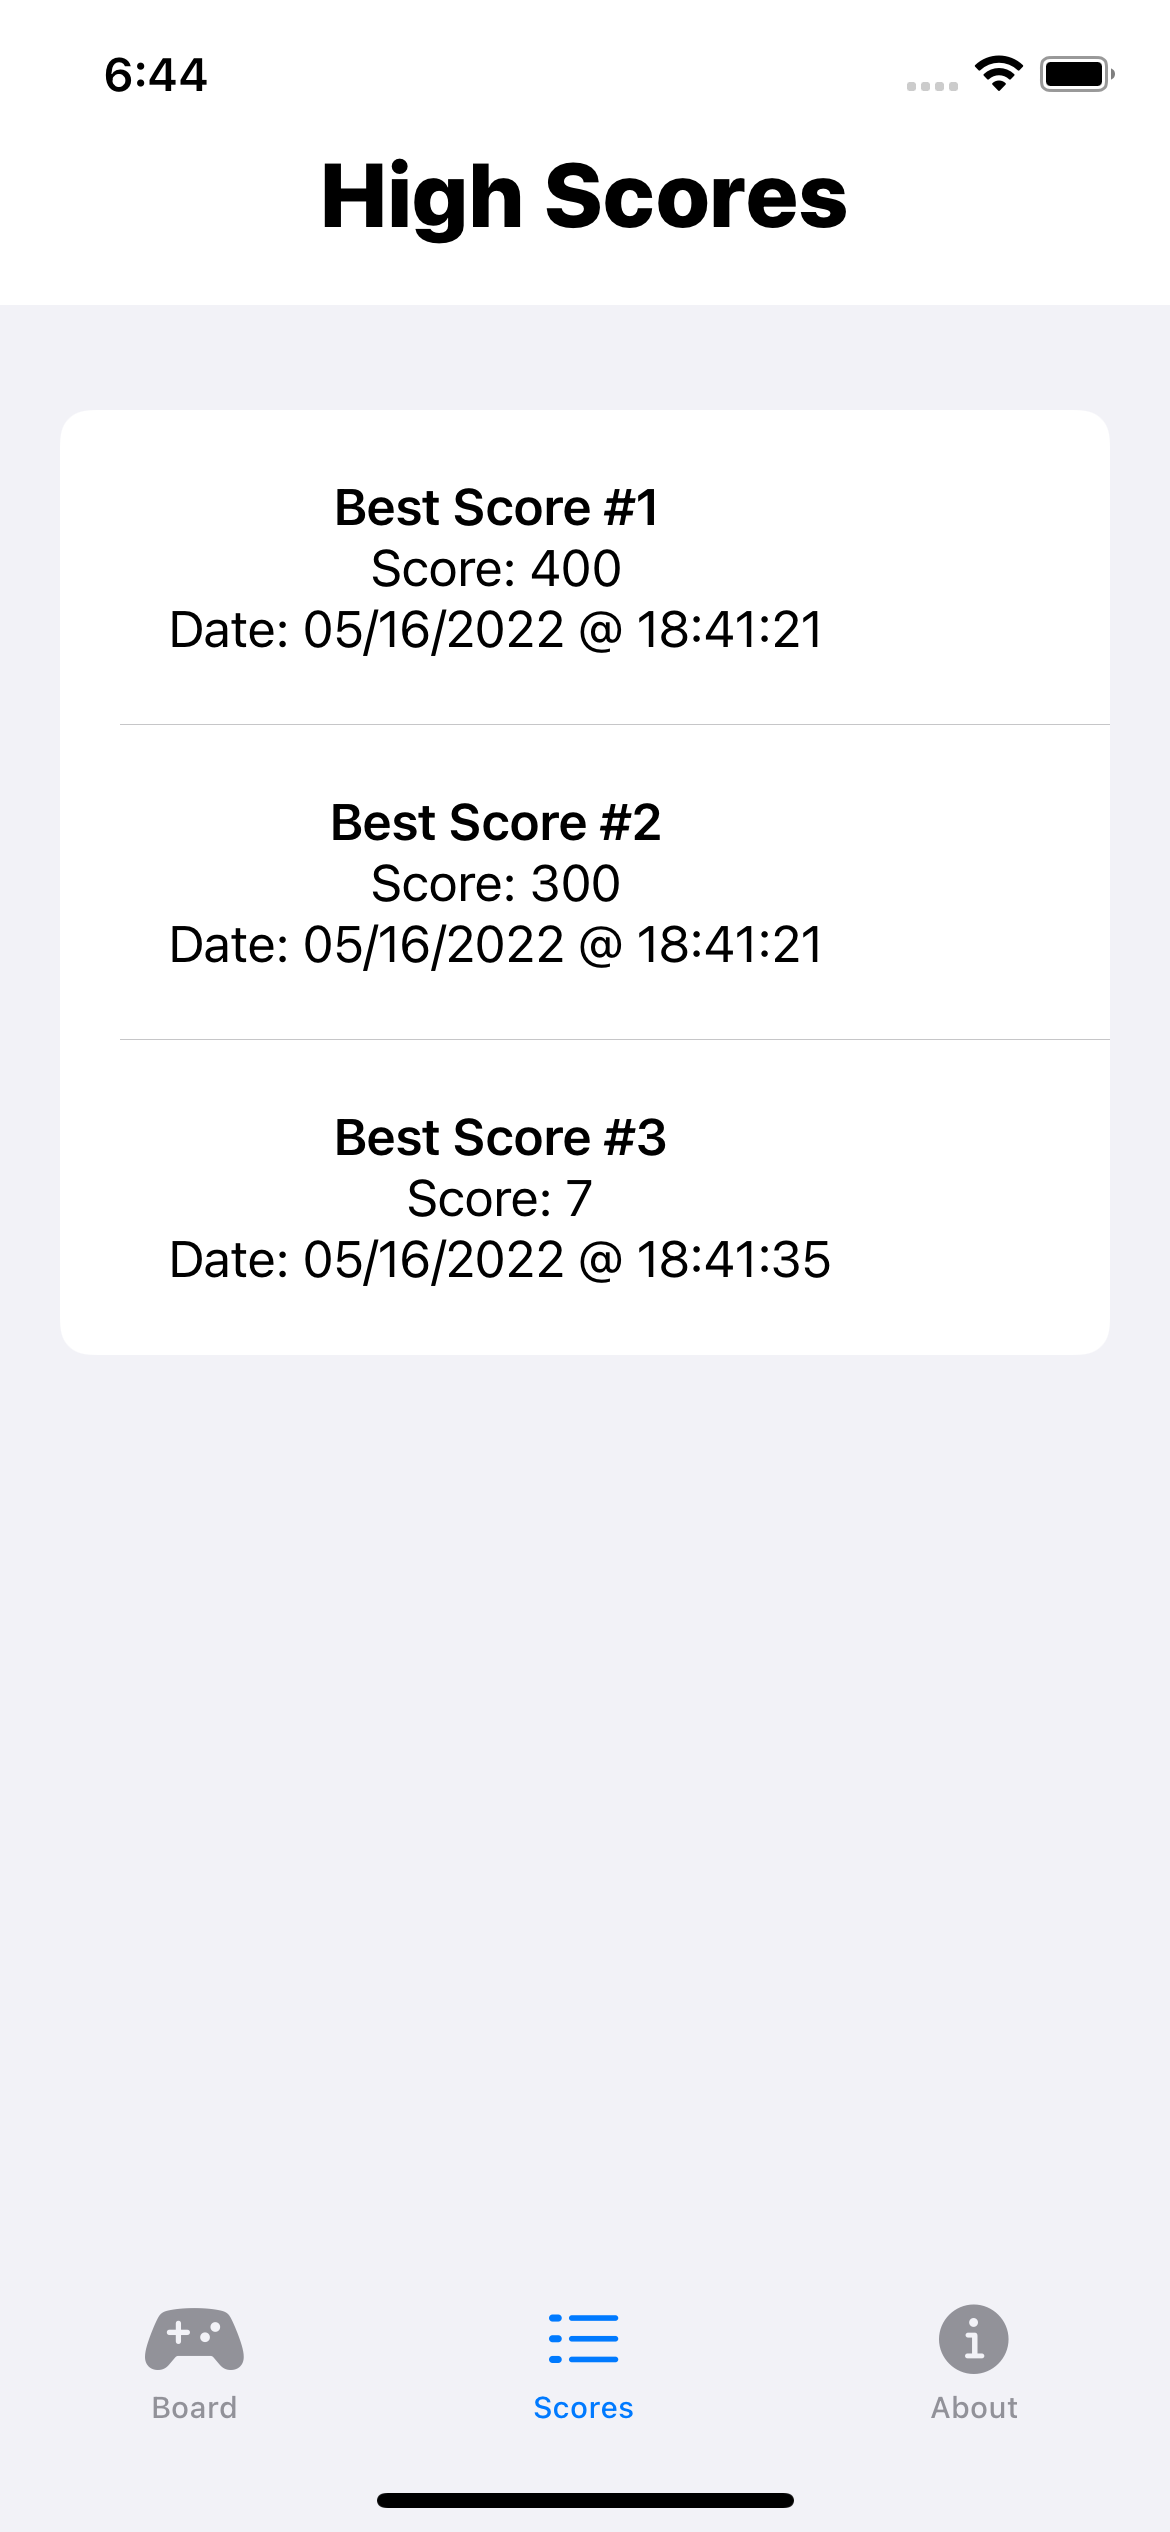 6:44
High Scores
Best Score #1
Score: 400
Date: 05/16/2022 @ 18:41:21
Best Score #2
Score: 300
Date: 05/16/2022 @ 18:41:21
Best Score #3
Score: 7
Date: 05/16/2022 @ 18:41:35
Board
Scores
About